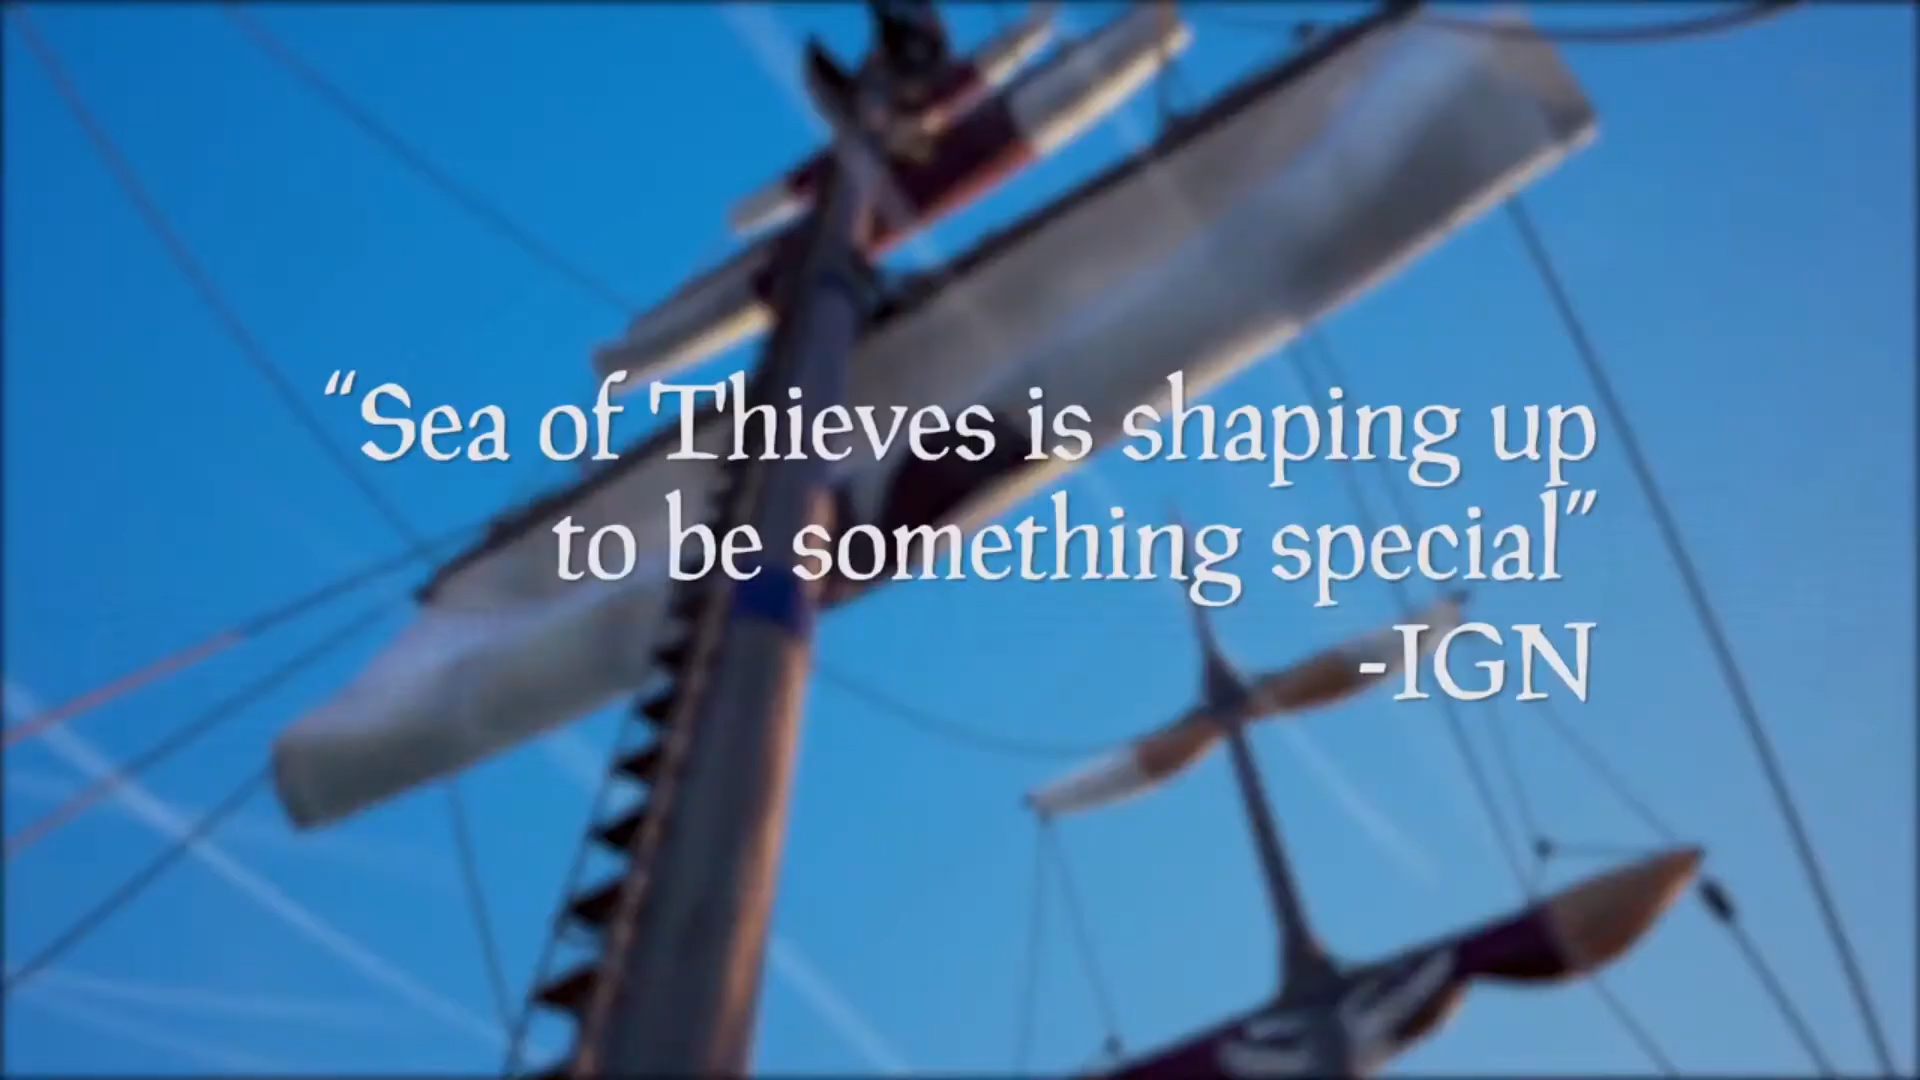 “Sea of Thieves is shaping up
to be something special”
-IGN